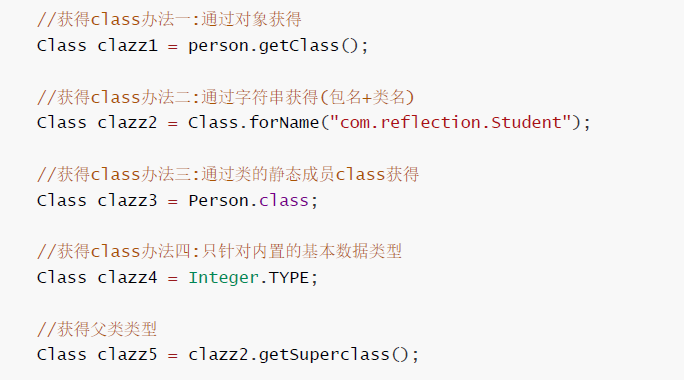 //获得class办法一:通过对象获得
Class clazz1 = person.getClass();
//获得class办法二:通过字符串获得(包名+类名)
Class clazz2 = Class.forName("com.reflection.Student");
//获得class办法三:通过类的静态成员class获得
Class clazz3 = Person.class;
//获得class办法四:只针对内置的基本数据类型
Class clazz4 = Integer.TYPE;
//获得父类类型
Class clazz5 = clazz2.getSuperclass();